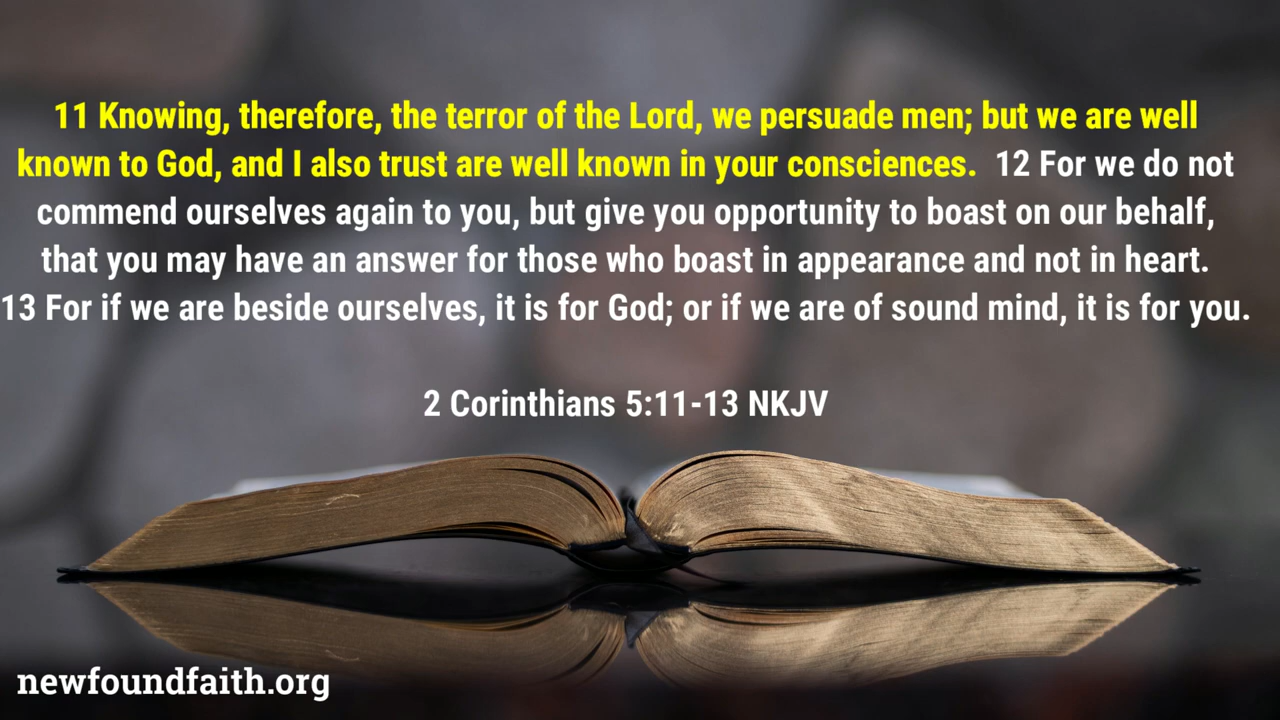 11 Knowing, therefore, the terror of the Lord, we persuade men; but we are well
known to God, and I also trust are well known in your consciences.  12 For we do not
commend ourselves again to you, but give you opportunity to boast on our behalf,
that you may have an answer for those who boast in appearance and not in heart.
13 For if we are beside ourselves, it is for God; or if we are of sound mind, it is for you.
2 Corinthians 5:11-13 NKJV
newfoundfaith.org